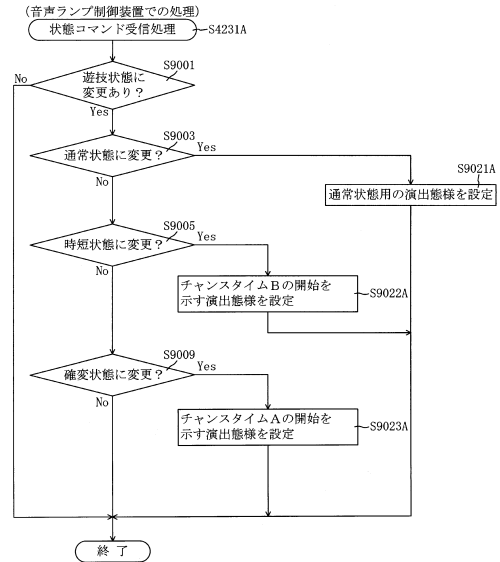 (音声ランプ制御装置での処理)
状態コマンド受信処理
S4231A
S9001
No
遊技状態に
変更あり?
Yes
S9003
通常状態に変更?
Yes
No
S9021A
通常状態用の演出態様を設定
S9005
時短状態に変更?
Yes
No
チャンスタイムBの開始を
示す演出態様を設定
S9022A
S9009
確変状態に変更?
Yes
No
チャンスタイムAの開始を
示す演出態様を設定
S9023A
終 了